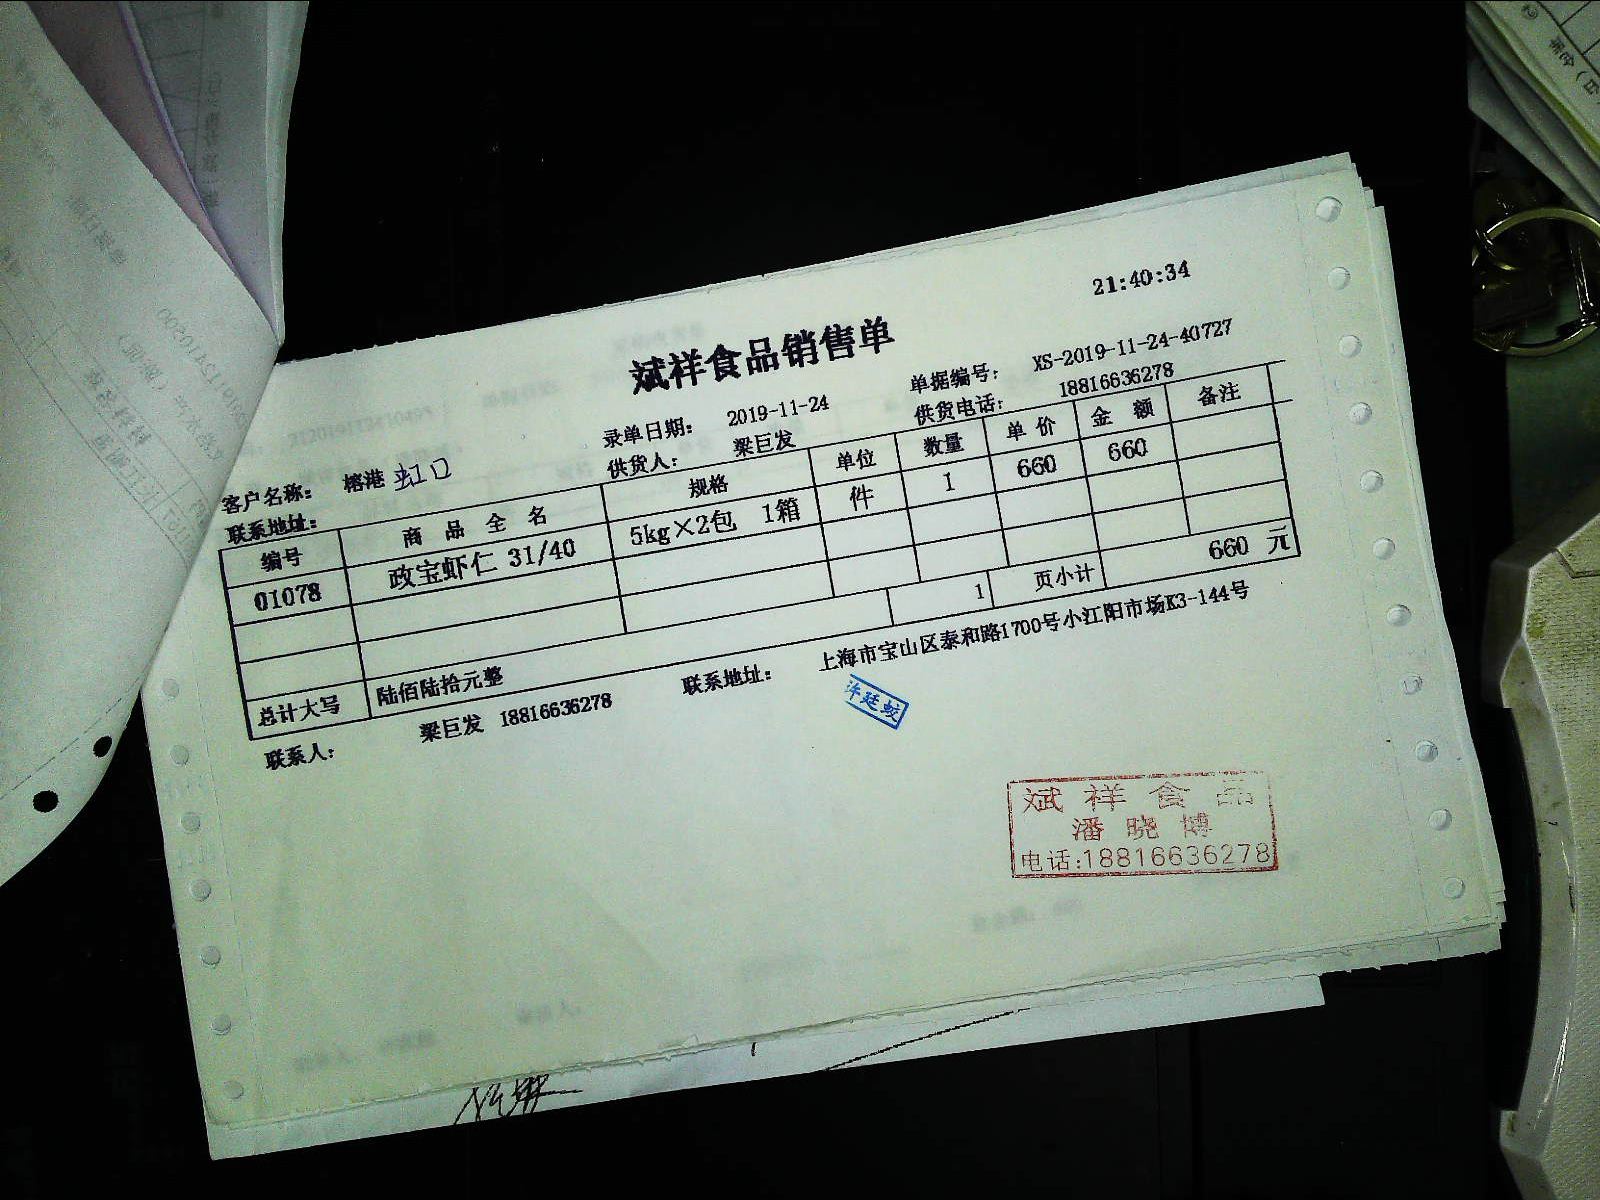 21:40:34
斌祥食品销售单
录单日期: 2019-11-24 单据编号: XS-2019-11-24-40727
客户名称: 榕港 虹口 供货人: 梁巨发 供货电话: 18816636278
联系地址:
编号 商品全名 规格 单位 数量 单价 金额 备注
01078 政宝虾仁 31/40 5kg×2包 1箱 件 1 660 660
1 页小计 660 元
总计大写 陆佰陆拾元整
联系人: 梁巨发 18816636278 联系地址: 上海市宝山区泰和路1700号小江阳市场K3-144号
许廷蛟
斌祥食品
潘晓博
电话:18816636278